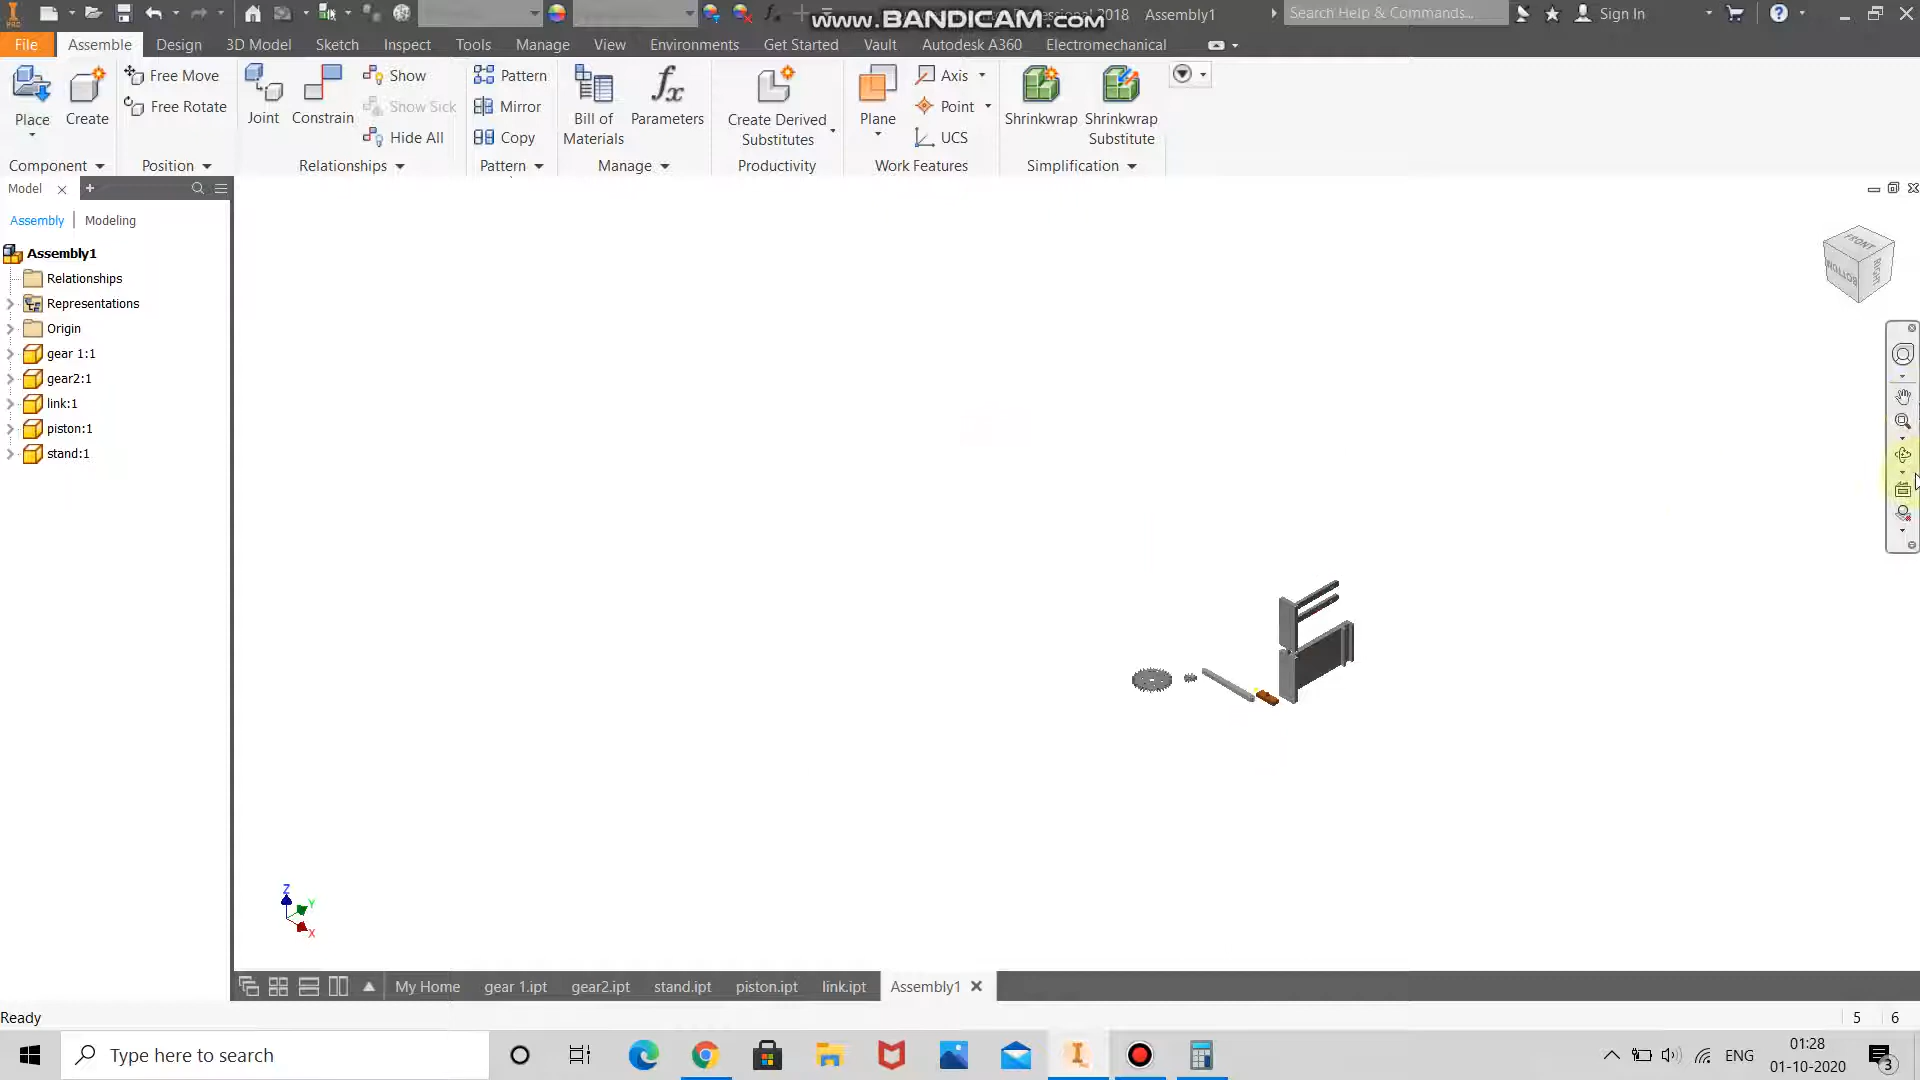 www.BANDICAM.com
2018 Assembly1
Search Help & Commands...
Sign In
File Assemble Design 3D Model Sketch Inspect Tools Manage View Environments Get Started Vault Autodesk A360 Electromechanical
Place
Create
Free Move
Free Rotate
Joint
Constrain
Show
Show Sick
Hide All
Pattern
Mirror
Copy
Bill of
Materials
Parameters
Create Derived
Substitutes
Plane
Axis
Point
UCS
Shrinkwrap
Shrinkwrap
Substitute
Component Position Relationships Pattern Manage Productivity Work Features Simplification
Model
Assembly Modeling
Assembly1
Relationships
Representations
Origin
gear 1:1
gear2:1
link:1
piston:1
stand:1
FRONT
RIGHT
BOTTOM
Z
Y
X
My Home gear 1.ipt gear2.ipt stand.ipt piston.ipt link.ipt Assembly1
Ready
5 6
Type here to search
ENG
01:28
01-10-2020
3